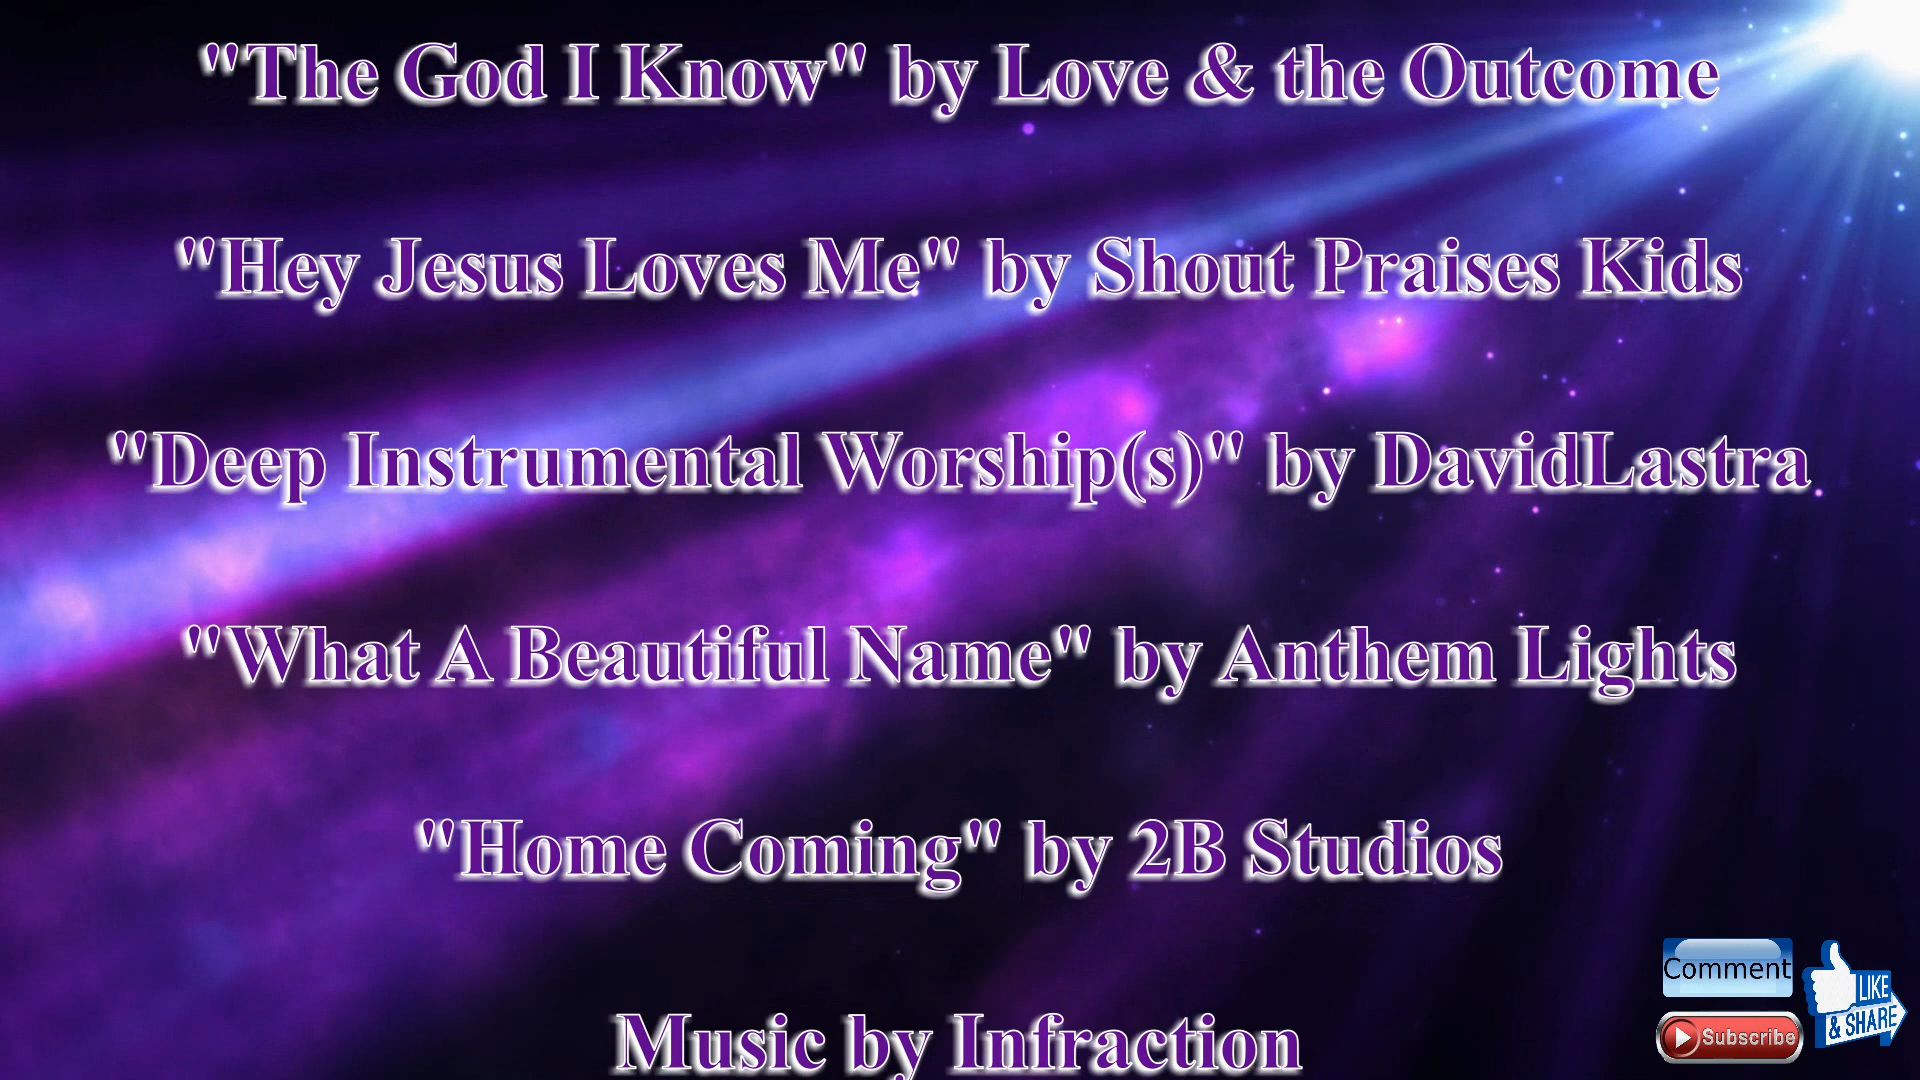 "The God I Know" by Love & the Outcome
"Hey Jesus Loves Me" by Shout Praises Kids
"Deep Instrumental Worship(s)" by DavidLastra
"What A Beautiful Name" by Anthem Lights
"Home Coming" by 2B Studios
Music by Infraction
Comment
LIKE
& SHARE
Subscribe